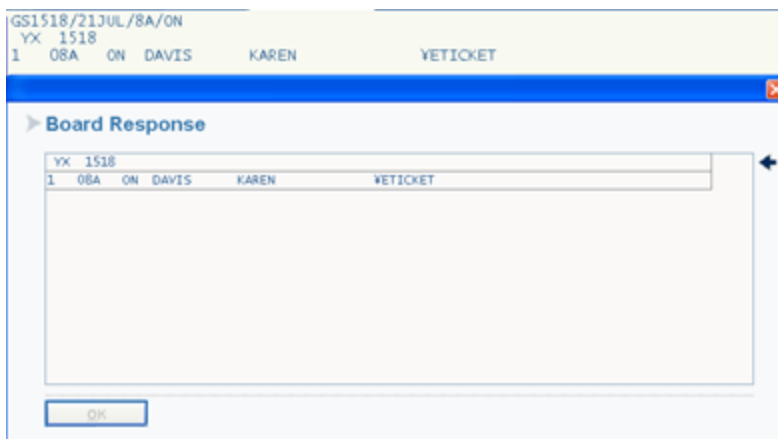 GS1518/21JUL/8A/ON
YX 1518
1 08A ON DAVIS KAREN ¥ETICKET
Board Response
YX 1518
1 08A ON DAVIS KAREN ¥ETICKET
OK